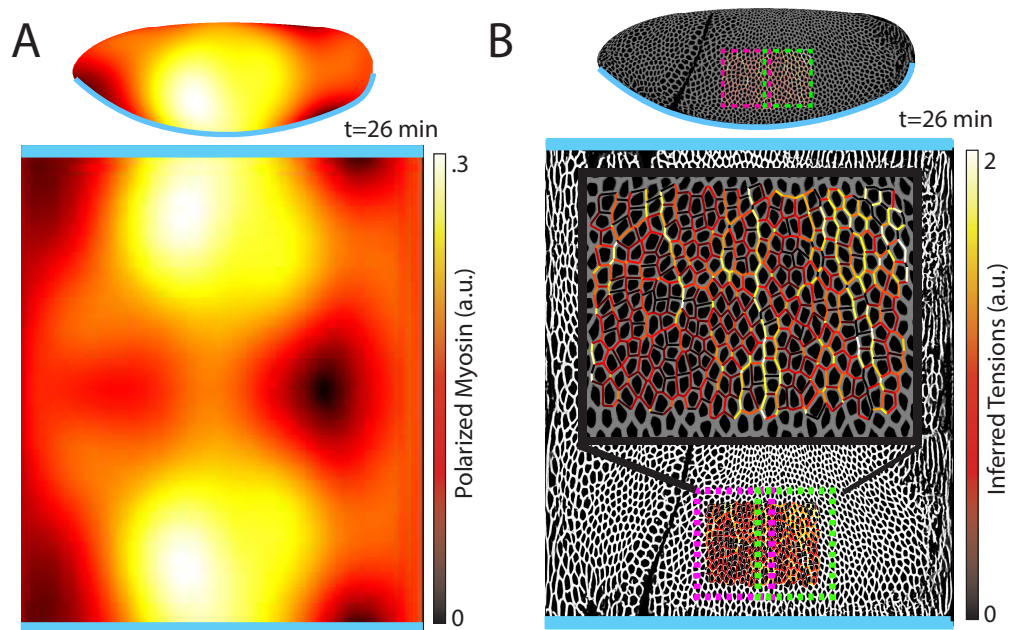 A
t=26 min
.3
Polarized Myosin (a.u.)
0
B
t=26 min
2
Inferred Tensions (a.u.)
0